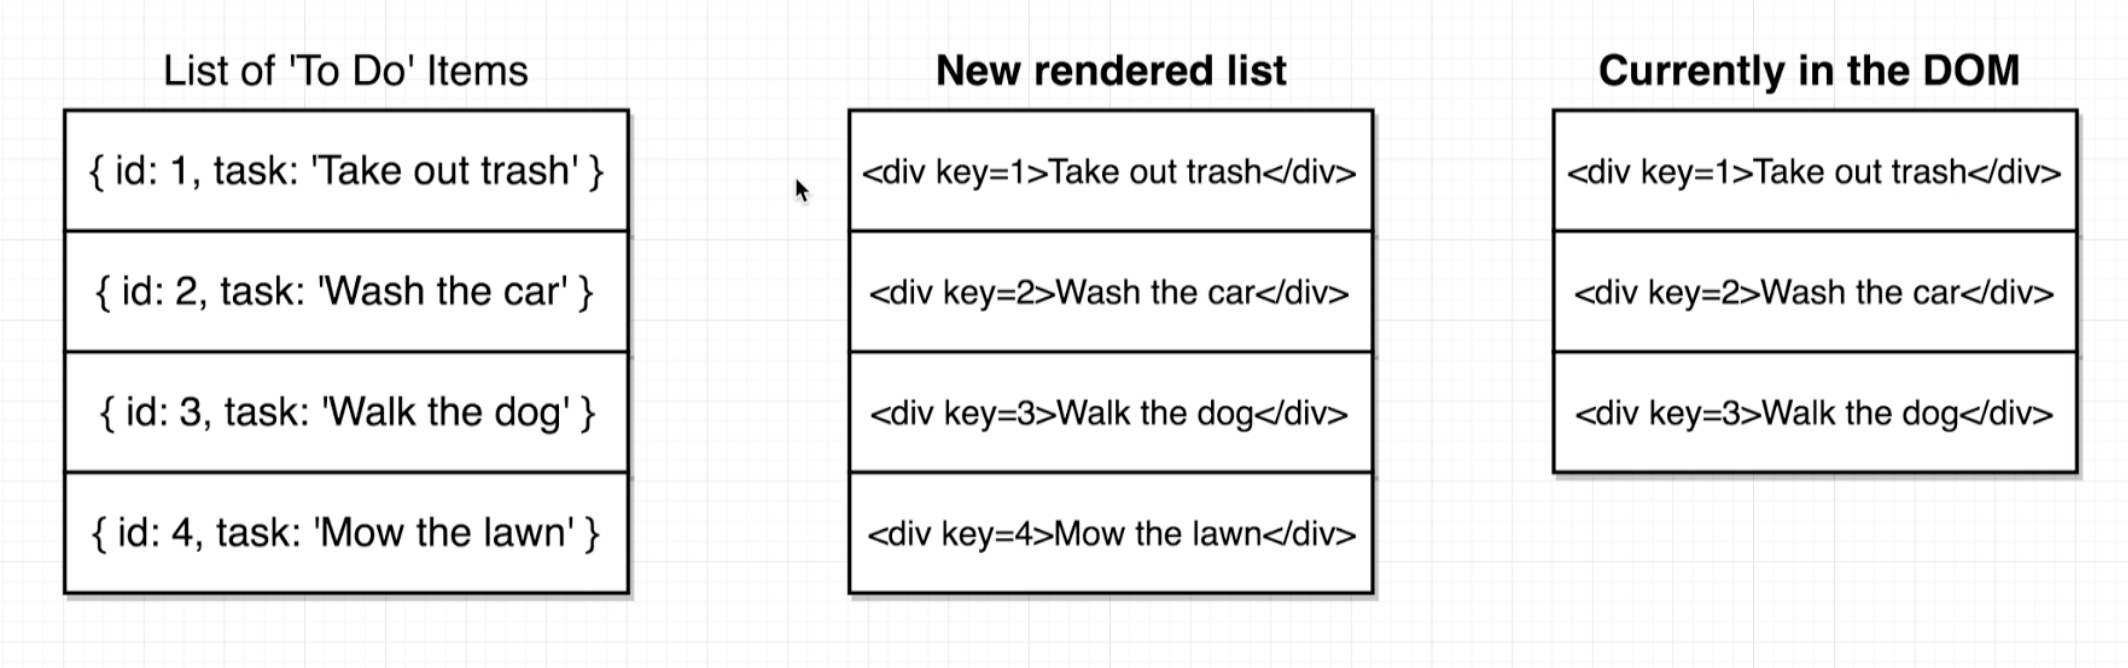 List of 'To Do' Items
{ id: 1, task: 'Take out trash' }
{ id: 2, task: 'Wash the car' }
{ id: 3, task: 'Walk the dog' }
{ id: 4, task: 'Mow the lawn' }
New rendered list
<div key=1>Take out trash</div>
<div key=2>Wash the car</div>
<div key=3>Walk the dog</div>
<div key=4>Mow the lawn</div>
Currently in the DOM
<div key=1>Take out trash</div>
<div key=2>Wash the car</div>
<div key=3>Walk the dog</div>